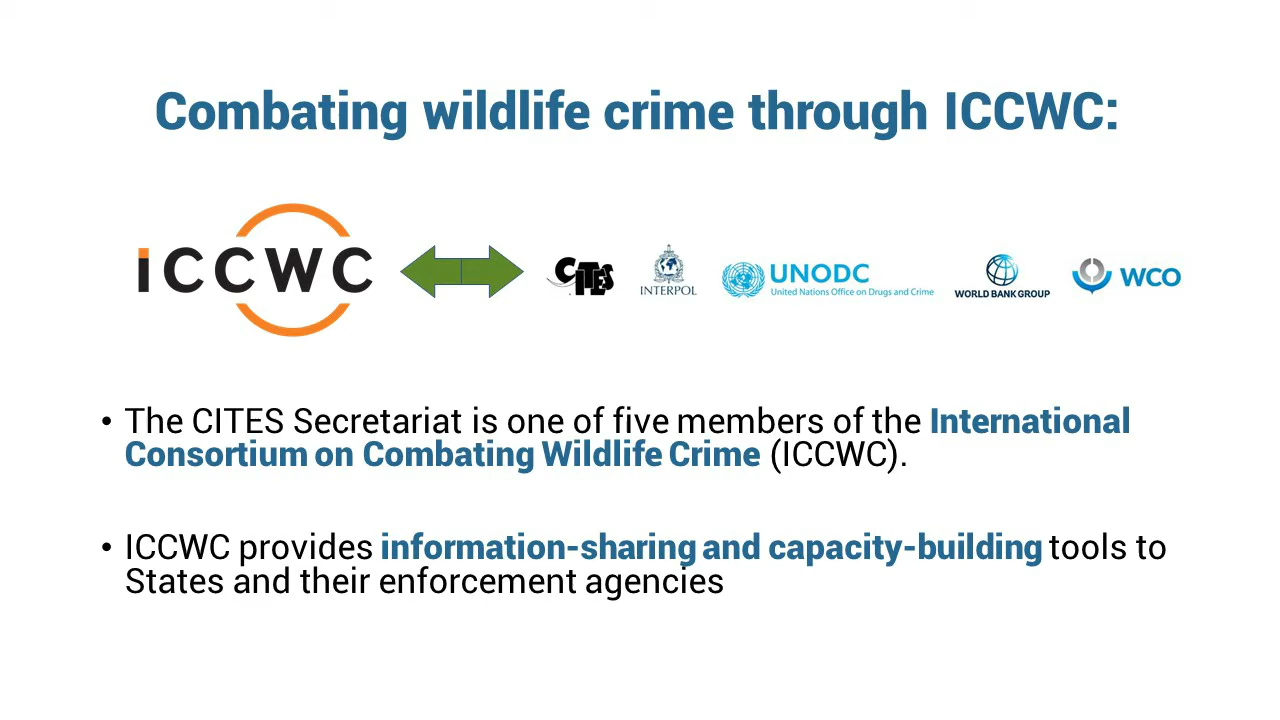 Combating wildlife crime through ICCWC:
ICCWC
CITES
INTERPOL
UNODC
United Nations Office on Drugs and Crime
WORLD BANK GROUP
WCO
• The CITES Secretariat is one of five members of the International
Consortium on Combating Wildlife Crime (ICCWC).
• ICCWC provides information-sharing and capacity-building tools to
States and their enforcement agencies